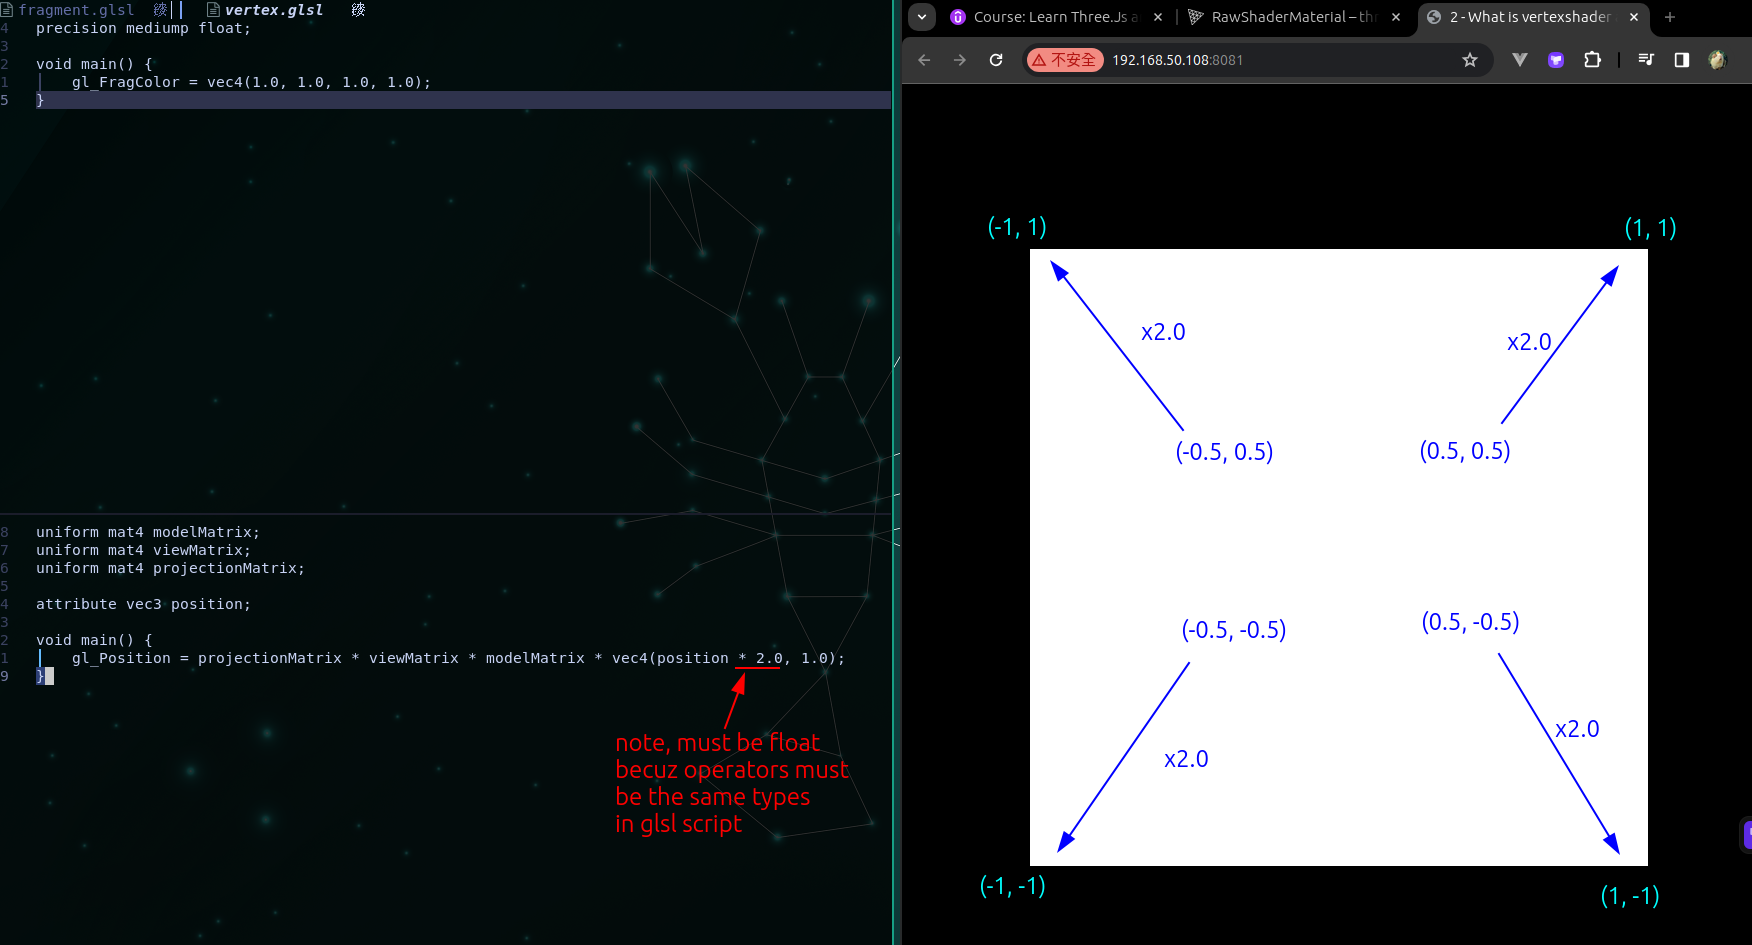 fragment.glsl
vertex.glsl
4 precision mediump float;
3
2 void main() {
1 gl_FragColor = vec4(1.0, 1.0, 1.0, 1.0);
5 }
8 uniform mat4 modelMatrix;
7 uniform mat4 viewMatrix;
6 uniform mat4 projectionMatrix;
5
4 attribute vec3 position;
3
2 void main() {
1 gl_Position = projectionMatrix * viewMatrix * modelMatrix * vec4(position * 2.0, 1.0);
9 }
note, must be float
becuz operators must
be the same types
in glsl script
Course: Learn Three.Js a
RawShaderMaterial – thr
2 - What is vertexshader
不安全 192.168.50.108:8081
(-1, 1)
(1, 1)
x2.0
x2.0
(-0.5, 0.5)
(0.5, 0.5)
(-0.5, -0.5)
(0.5, -0.5)
x2.0
x2.0
(-1, -1)
(1, -1)